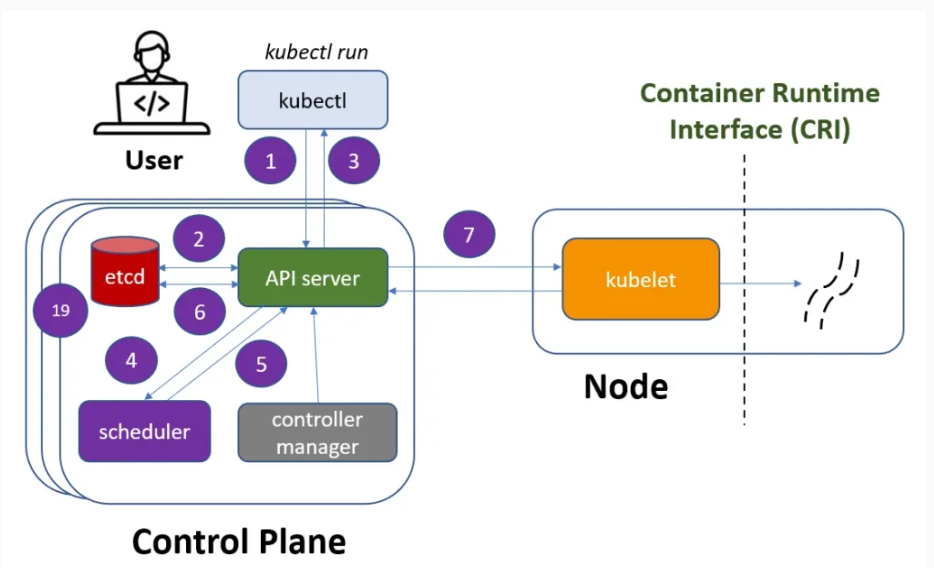 kubectl run
kubectl
Container Runtime
Interface (CRI)
User
1
3
2
7
etcd
API server
kubelet
19
6
4
5
Node
scheduler
controller
manager
Control Plane